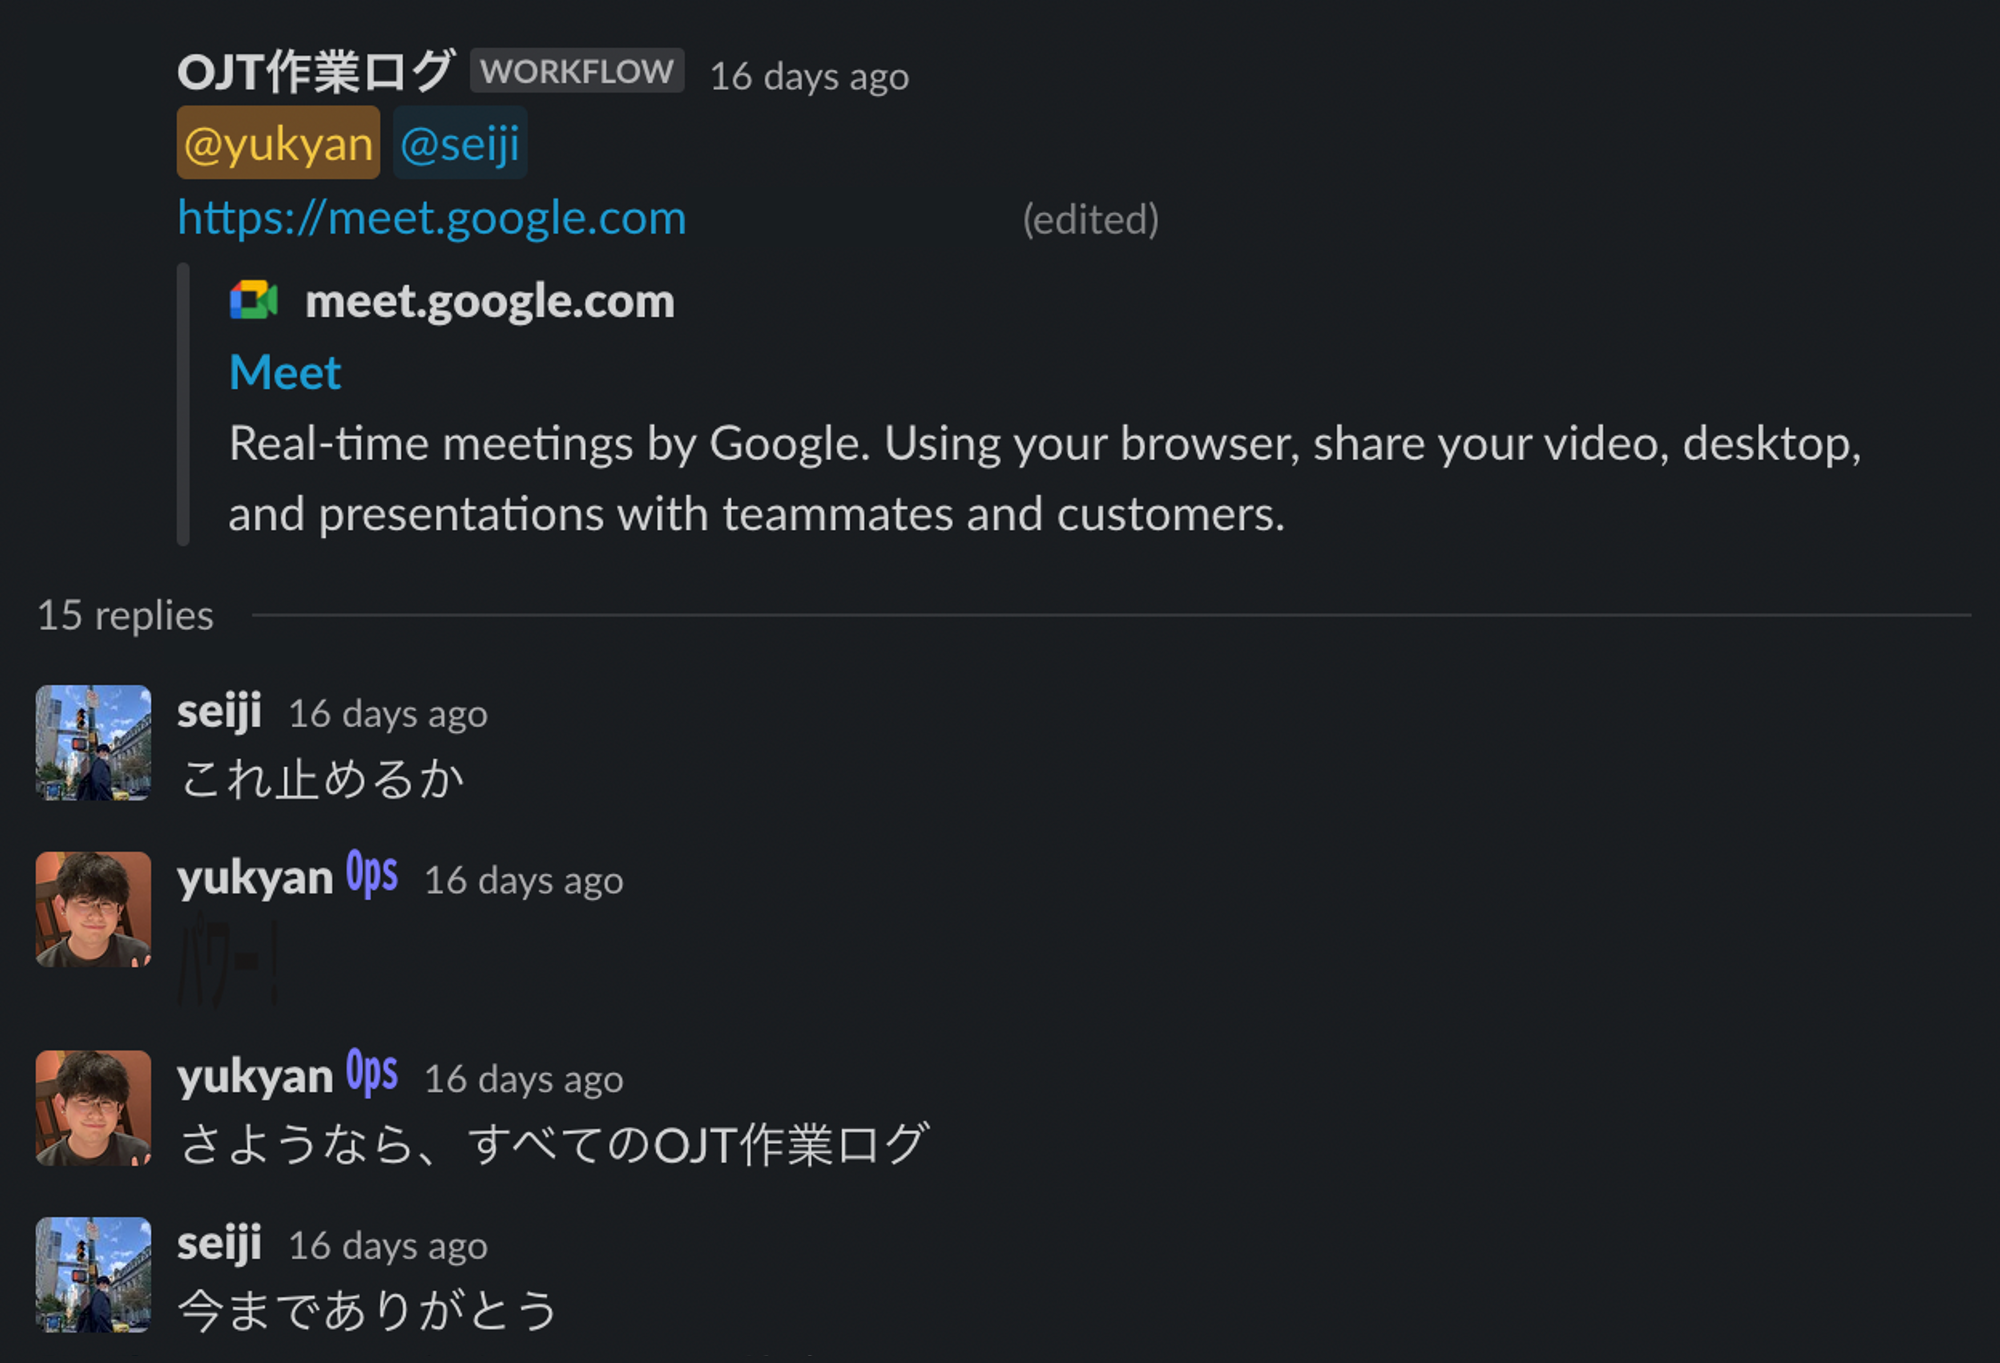 OJT作業ログ WORKFLOW 16 days ago
@yukyan @seiji
https://meet.google.com (edited)
meet.google.com
Meet
Real-time meetings by Google. Using your browser, share your video, desktop,
and presentations with teammates and customers.
15 replies
seiji 16 days ago
これ止めるか
yukyan Ops 16 days ago
パワー!
yukyan Ops 16 days ago
さようなら、すべてのOJT作業ログ
seiji 16 days ago
今までありがとう